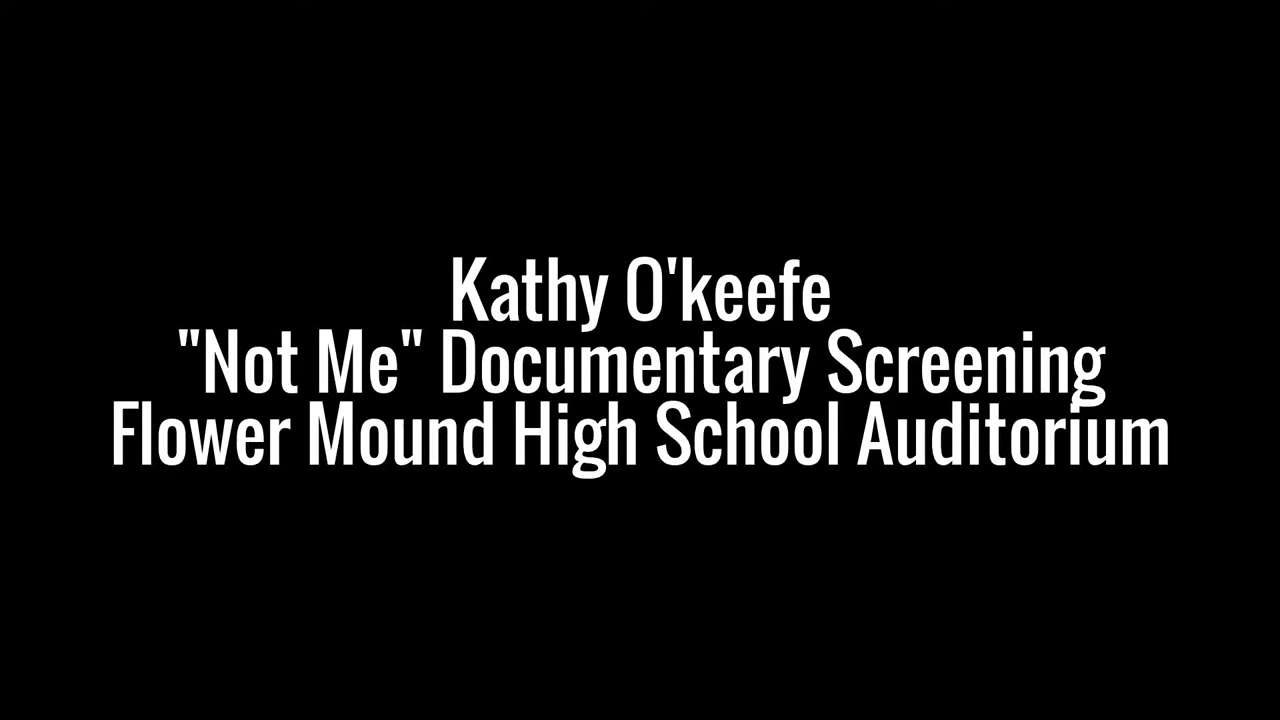 Kathy O'keefe
"Not Me" Documentary Screening
Flower Mound High School Auditorium